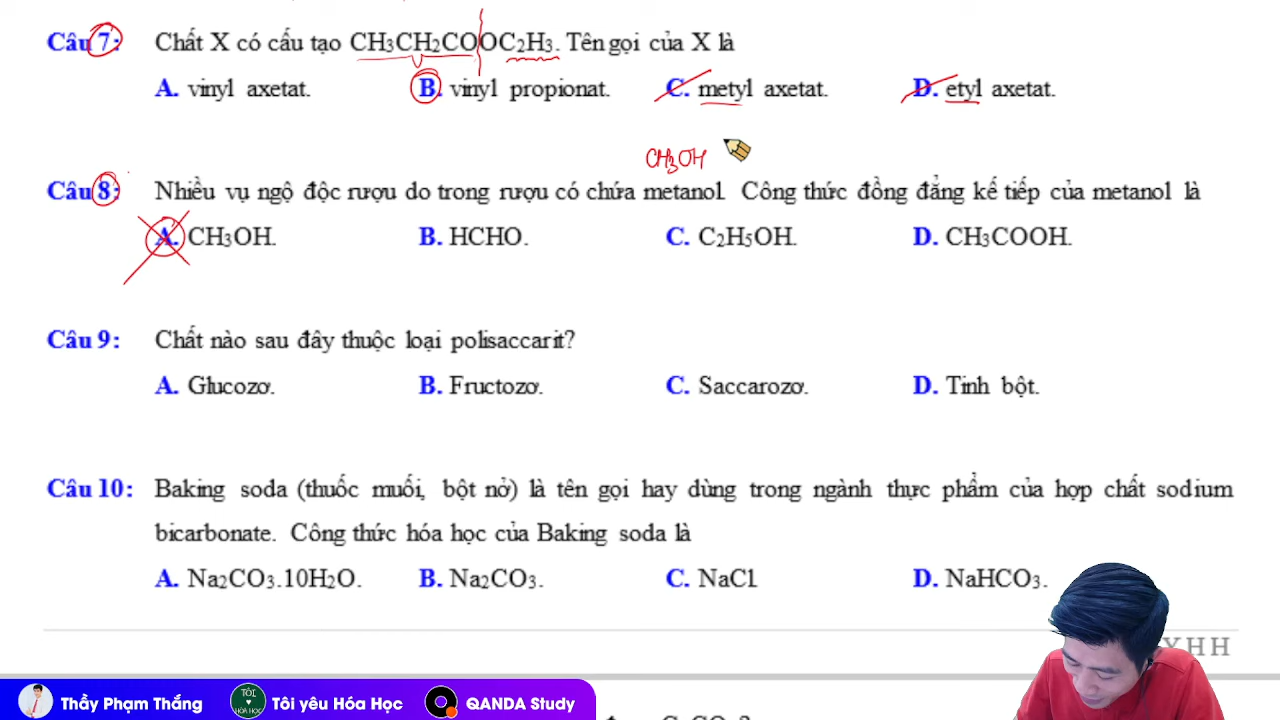 Câu 7: Chất X có cấu tạo CH3CH2COOC2H3. Tên gọi của X là
A. vinyl axetat. B. vinyl propionat. C. metyl axetat. D. etyl axetat.
CH3OH
Câu 8: Nhiều vụ ngộ độc rượu do trong rượu có chứa metanol. Công thức đồng đẳng kế tiếp của metanol là
A. CH3OH. B. HCHO. C. C2H5OH. D. CH3COOH.
Câu 9: Chất nào sau đây thuộc loại polisaccarit?
A. Glucozơ. B. Fructozơ. C. Saccarozơ. D. Tinh bột.
Câu 10: Baking soda (thuốc muối, bột nở) là tên gọi hay dùng trong ngành thực phẩm của hợp chất sodium
bicarbonate. Công thức hóa học của Baking soda là
A. Na2CO3.10H2O. B. Na2CO3. C. NaCl D. NaHCO3.
YHH
Thầy Phạm Thắng TÔI HÓA HỌC Tôi yêu Hóa Học QANDA Study